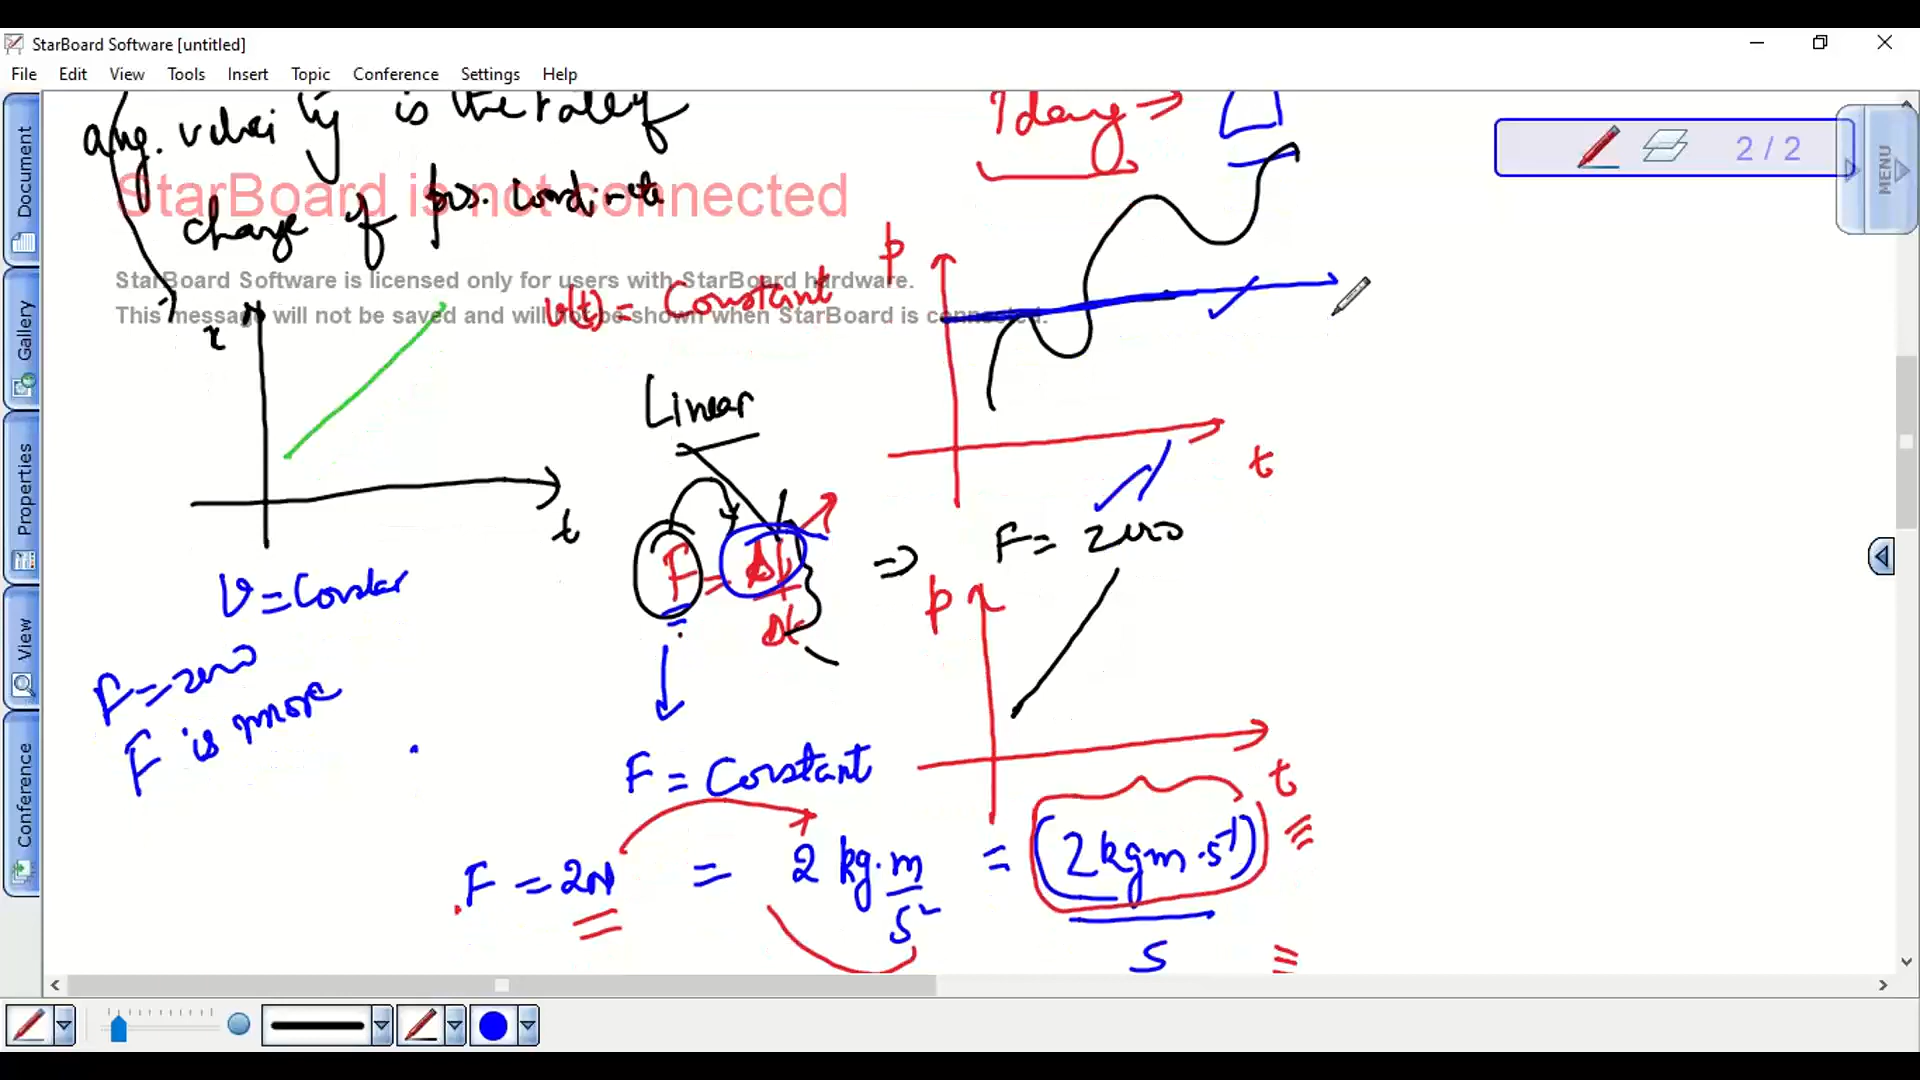 StarBoard Software [untitled]
File Edit View Tools Insert Topic Conference Settings Help
ang. velocity is the rate of
change of pos. coordinate
StarBoard is not connected
StarBoard Software is licensed only for users with StarBoard hardware.
This message will not be saved and will not be shown when StarBoard is connected.
1 day ⇒
2 / 2
MENU
Document
Gallery
Properties
View
Conference
x
t
v(t) = Constant
p
t
Linear
F = Δp
Δt
⇒ F = zero
p
t
F = zero
F is more
F = Constant
F = 2N = 2 kg. m = (2 kgm.s⁻¹)
s² s